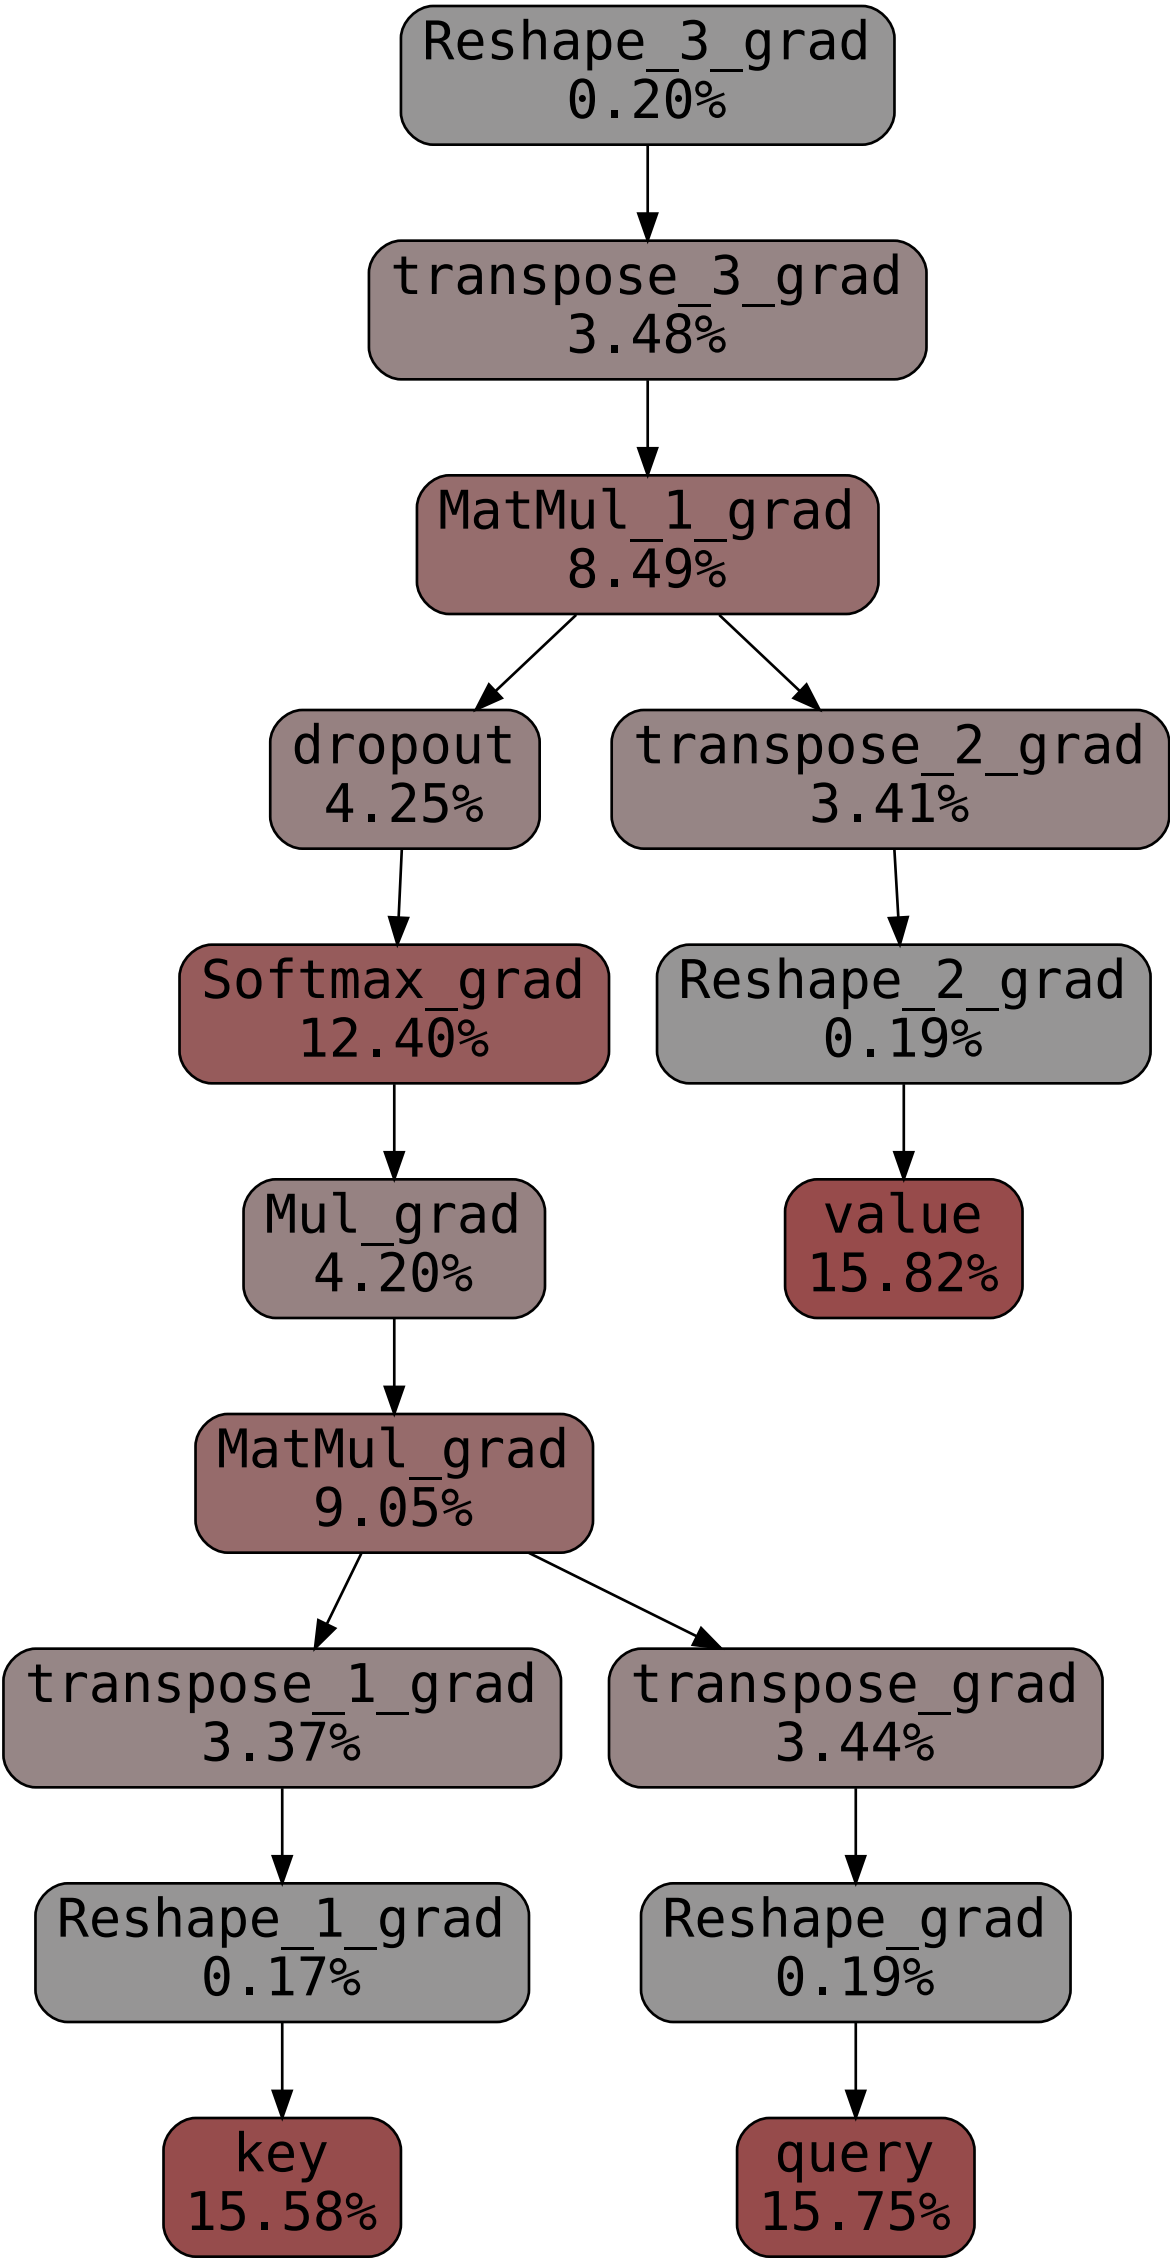 Reshape_3_grad
0.20%
transpose_3_grad
3.48%
MatMul_1_grad
8.49%
dropout
4.25%
transpose_2_grad
3.41%
Softmax_grad
12.40%
Reshape_2_grad
0.19%
Mul_grad
4.20%
value
15.82%
MatMul_grad
9.05%
transpose_1_grad
3.37%
transpose_grad
3.44%
Reshape_1_grad
0.17%
Reshape_grad
0.19%
key
15.58%
query
15.75%